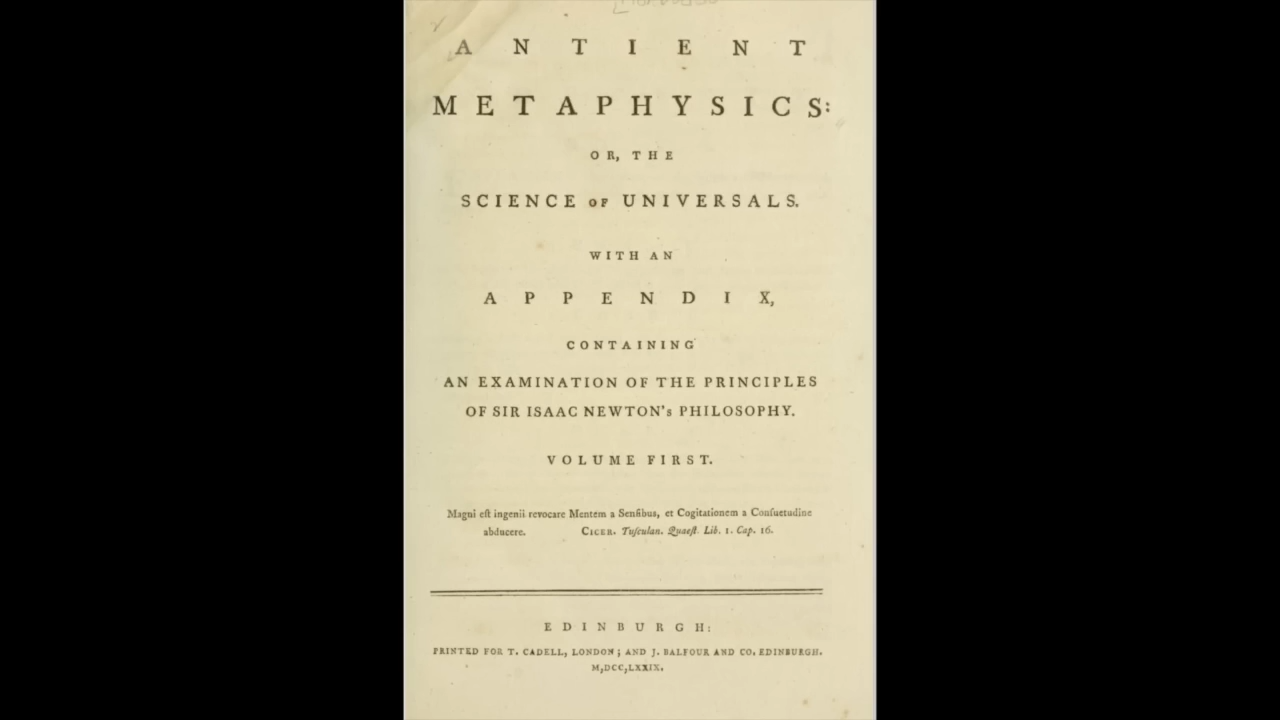 ANTIENT
METAPHYSICS:
OR, THE
SCIENCE OF UNIVERSALS.
WITH AN
APPENDIX,
CONTAINING
AN EXAMINATION OF THE PRINCIPLES
OF SIR ISAAC NEWTON's PHILOSOPHY.
VOLUME FIRST.
Magni eſt ingenii revocare Mentem a Senſibus, et Cogitationem a Conſuetudine
abducere. CICER. Tuſculan. Quaeſt. Lib. 1. Cap. 16.
EDINBURGH:
PRINTED FOR T. CADELL, LONDON; AND J. BALFOUR AND CO. EDINBURGH.
M,DCC,LXXIX.